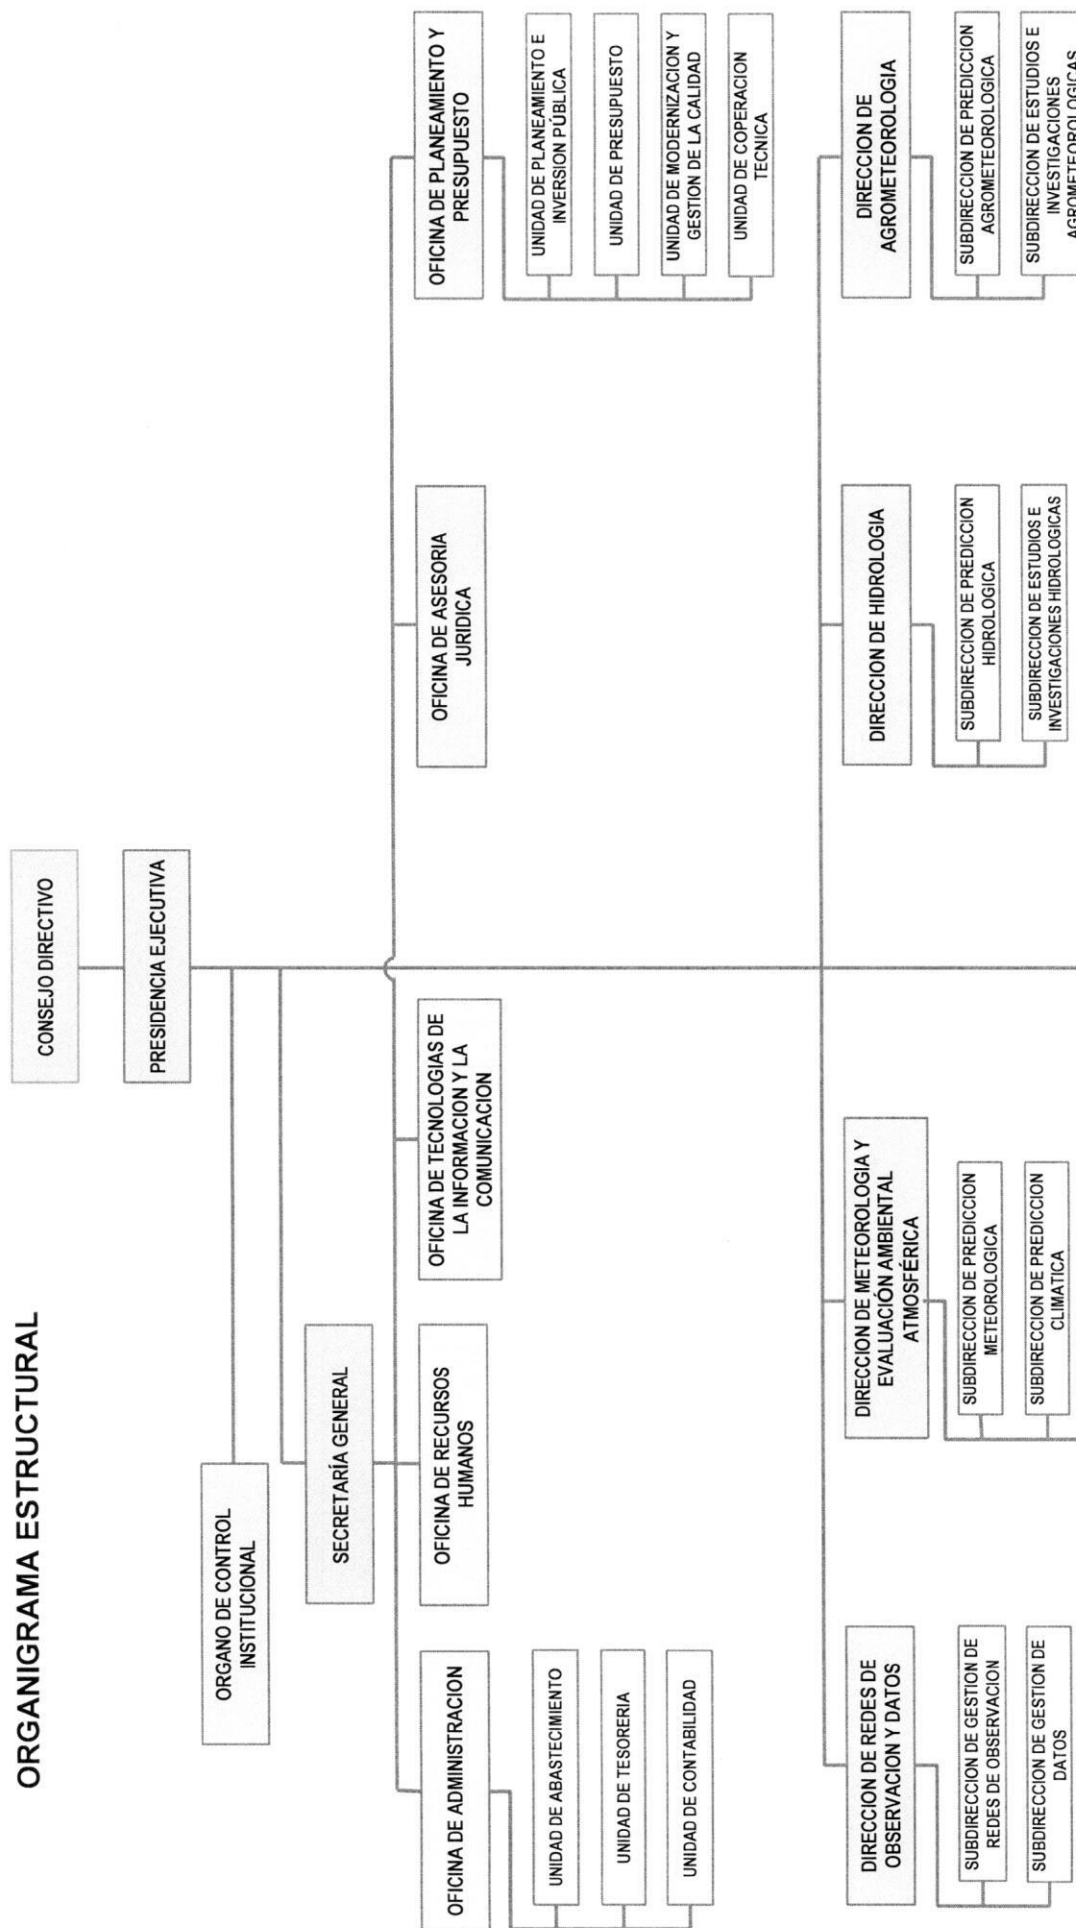 ORGANIGRAMA ESTRUCTURAL
CONSEJO DIRECTIVO
PRESIDENCIA EJECUTIVA
ORGANO DE CONTROL
INSTITUCIONAL
SECRETARÍA GENERAL
OFICINA DE ADMINISTRACION
UNIDAD DE ABASTECIMIENTO
UNIDAD DE TESORERIA
UNIDAD DE CONTABILIDAD
OFICINA DE RECURSOS
HUMANOS
OFICINA DE TECNOLOGIAS DE
LA INFORMACION Y LA
COMUNICACION
OFICINA DE ASESORIA
JURIDICA
OFICINA DE PLANEAMIENTO Y
PRESUPUESTO
UNIDAD DE PLANEAMIENTO E
INVERSION PÚBLICA
UNIDAD DE PRESUPUESTO
UNIDAD DE MODERNIZACION Y
GESTION DE LA CALIDAD
UNIDAD DE COPERACION
TECNICA
DIRECCION DE REDES DE
OBSERVACION Y DATOS
SUBDIRECCION DE GESTION DE
REDES DE OBSERVACION
SUBDIRECCION DE GESTION DE
DATOS
DIRECCION DE METEOROLOGIA Y
EVALUACIÓN AMBIENTAL
ATMOSFÉRICA
SUBDIRECCION DE PREDICCION
METEOROLOGICA
SUBDIRECCION DE PREDICCION
CLIMATICA
DIRECCION DE HIDROLOGIA
SUBDIRECCION DE PREDICCION
HIDROLOGICA
SUBDIRECCION DE ESTUDIOS E
INVESTIGACIONES HIDROLOGICAS
DIRECCION DE
AGROMETEOROLOGIA
SUBDIRECCION DE PREDICCION
AGROMETEOROLOGICA
SUBDIRECCION DE ESTUDIOS E
INVESTIGACIONES
AGROMETEOROLOGICAS